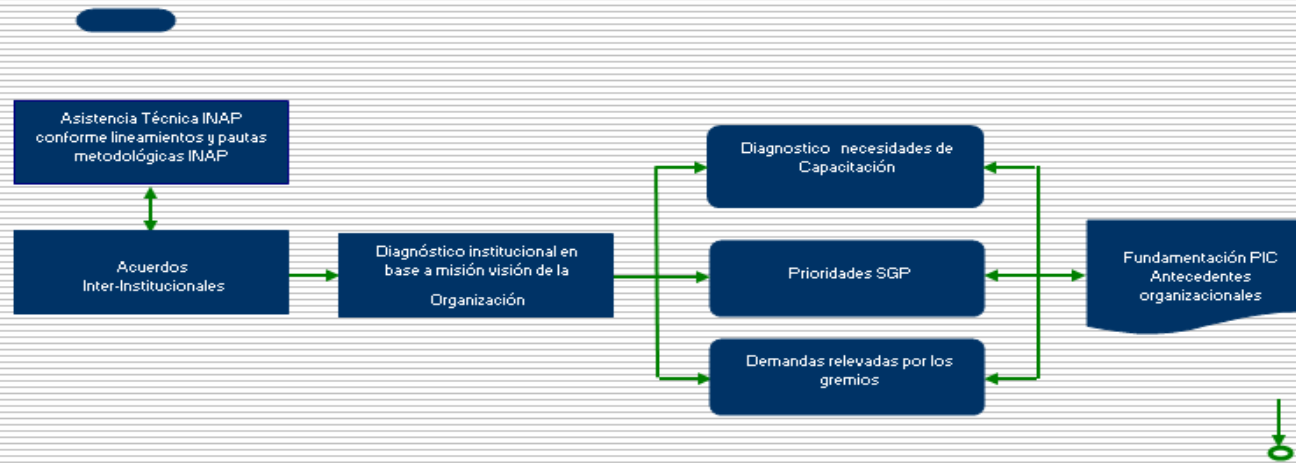 Asistencia Técnica INAP
conforme lineamientos y pautas
metodológicas INAP
Acuerdos
Inter-Institucionales
Diagnóstico institucional en
base a misión visión de la
Organización
Diagnostico necesidades de
Capacitación
Prioridades SGP
Demandas relevadas por los
gremios
Fundamentación PIC
Antecedentes
organizacionales